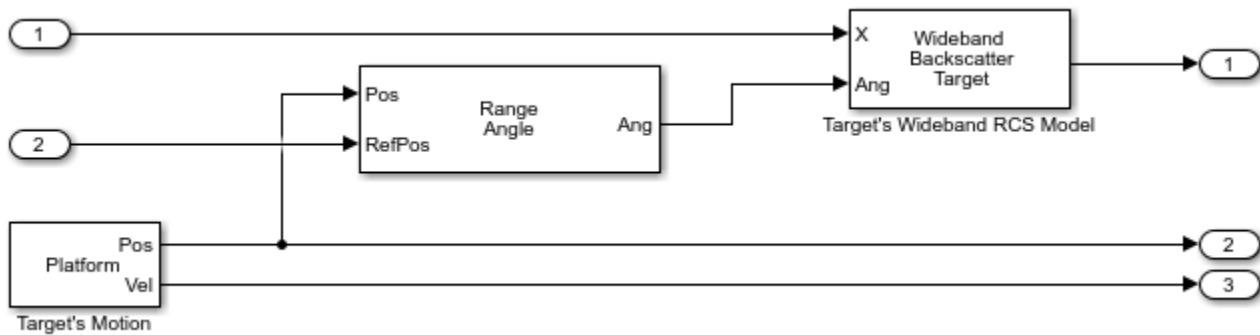 1
X
Wideband
Backscatter
Target
Ang
1
Target's Wideband RCS Model
Pos
Range
Angle
Ang
2
RefPos
Pos
Platform
Vel
2
3
Target's Motion